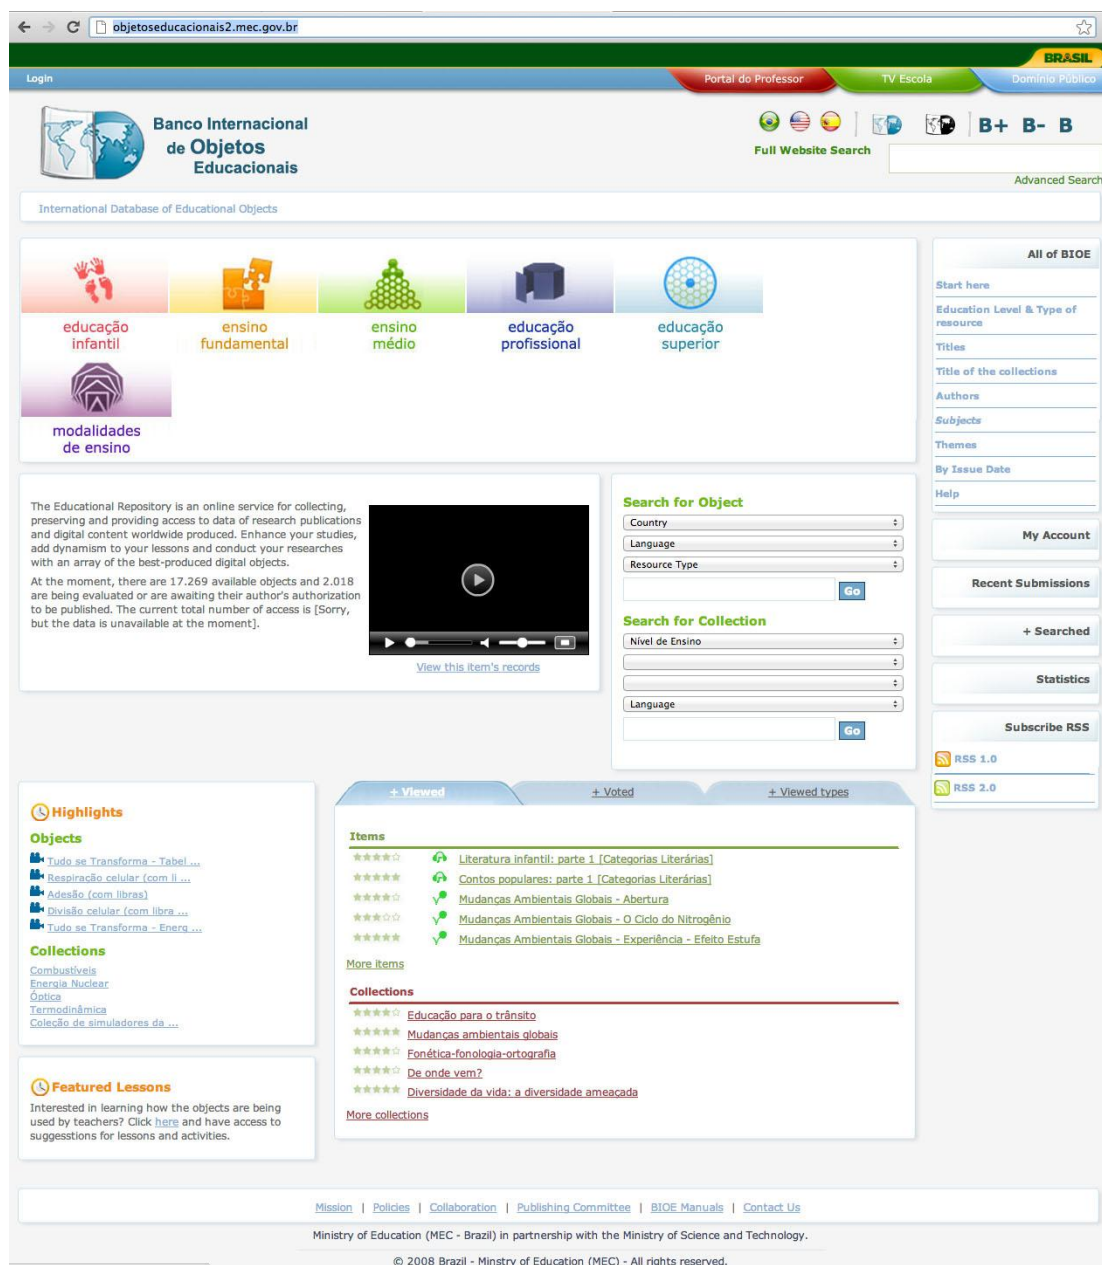 objetoseducacionais2.mec.gov.br
BRASIL
Login
Portal do Professor
TV Escola
Domínio Público
Banco Internacional
de Objetos
Educacionais
B+ B- B
Full Website Search
Advanced Search
International Database of Educational Objects
educação
infantil
ensino
fundamental
ensino
médio
educação
profissional
educação
superior
modalidades
de ensino
All of BIOE
Start here
Education Level & Type of
resource
Titles
Title of the collections
Authors
Subjects
Themes
By Issue Date
Help
My Account
Recent Submissions
+ Searched
Statistics
Subscribe RSS
RSS 1.0
RSS 2.0
The Educational Repository is an online service for collecting,
preserving and providing access to data of research publications
and digital content worldwide produced. Enhance your studies,
add dynamism to your lessons and conduct your researches
with an array of the best-produced digital objects.
At the moment, there are 17.269 available objects and 2.018
are being evaluated or are awaiting their author's authorization
to be published. The current total number of access is [Sorry,
but the data is unavailable at the moment].
View this item's records
Search for Object
Country
Language
Resource Type
Go
Search for Collection
Nível de Ensino
Language
Go
Highlights
Objects
Tudo se Transforma - Tabel ...
Respiração celular (com li ...
Adesão (com libras)
Divisão celular (com libra ...
Tudo se Transforma - Energ ...
Collections
Combustíveis
Energia Nuclear
Óptica
Termodinâmica
Coleção de simuladores da ...
Featured Lessons
Interested in learning how the objects are being
used by teachers? Click here and have access to
suggesstions for lessons and activities.
+ Viewed
+ Voted
+ Viewed types
Items
Literatura infantil: parte 1 [Categorias Literárias]
Contos populares: parte 1 [Categorias Literárias]
Mudanças Ambientais Globais - Abertura
Mudanças Ambientais Globais - O Ciclo do Nitrogênio
Mudanças Ambientais Globais - Experiência - Efeito Estufa
More items
Collections
Educação para o trânsito
Mudanças ambientais globais
Fonética-fonologia-ortografia
De onde vem?
Diversidade da vida: a diversidade ameaçada
More collections
Mission | Policies | Collaboration | Publishing Committee | BIOE Manuals | Contact Us
Ministry of Education (MEC - Brazil) in partnership with the Ministry of Science and Technology.
© 2008 Brazil - Minstry of Education (MEC) - All rights reserved.